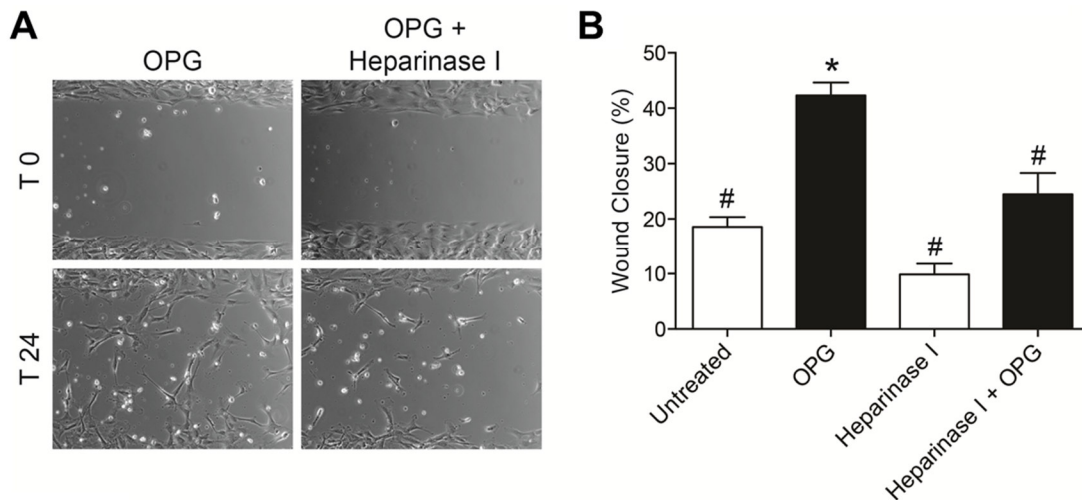 A
OPG
OPG +
Heparinase I
T 0
T 24
B
Wound Closure (%)
50
40
30
20
10
0
#
*
#
#
Untreated
OPG
Heparinase I
Heparinase I + OPG